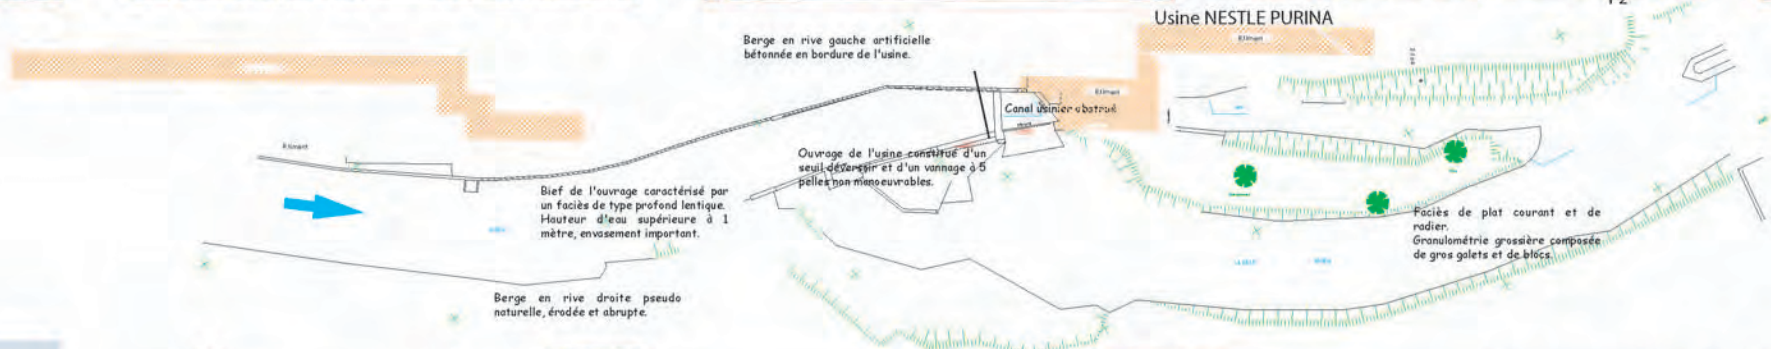 Usine NESTLE PURINA
Berge en rive gauche artificielle
bétonnée en bordure de l'usine.
Bâtiment
Bâtiment
Canal usinier obstrué
Bâtiment
Ouvrage de l'usine constitué d'un
seuil déversoir et d'un vannage à 5
pelles non manoeuvrables.
Bief de l'ouvrage caractérisé par
un faciès de type profond lentique.
Hauteur d'eau supérieure à 1
mètre, envasement important.
Faciès de plat courant et de
radier.
Granulométrie grossière composée
de gros galets et de blocs.
Berge en rive droite pseudo
naturelle, érodée et abrupte.